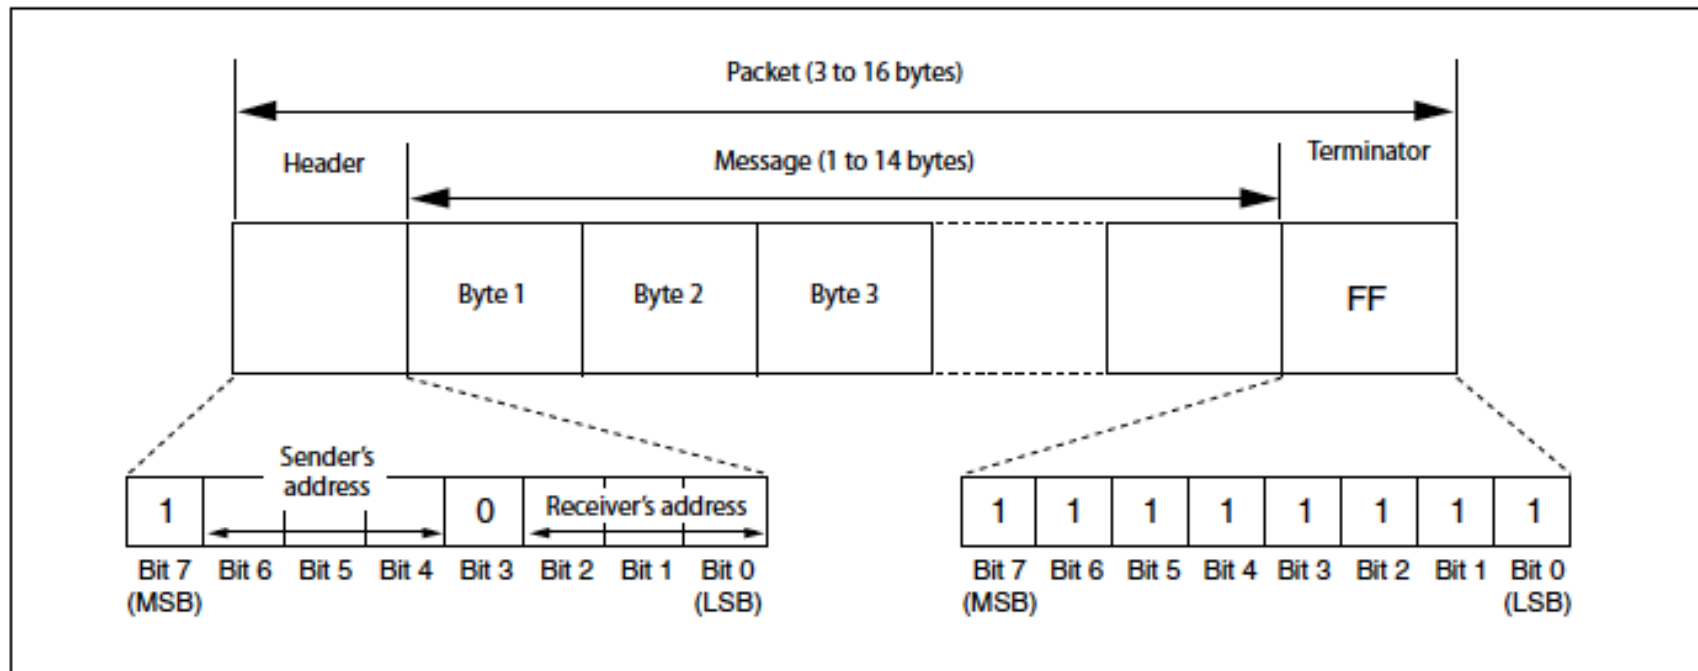 Packet (3 to 16 bytes)
Header
Message (1 to 14 bytes)
Terminator
Byte 1
Byte 2
Byte 3
FF
Sender's
address
1
0
Receiver's address
Bit 7
Bit 6
Bit 5
Bit 4
Bit 3
Bit 2
Bit 1
Bit 0
(MSB)
(LSB)
1
1
1
1
1
1
1
1
Bit 7
Bit 6
Bit 5
Bit 4
Bit 3
Bit 2
Bit 1
Bit 0
(MSB)
(LSB)